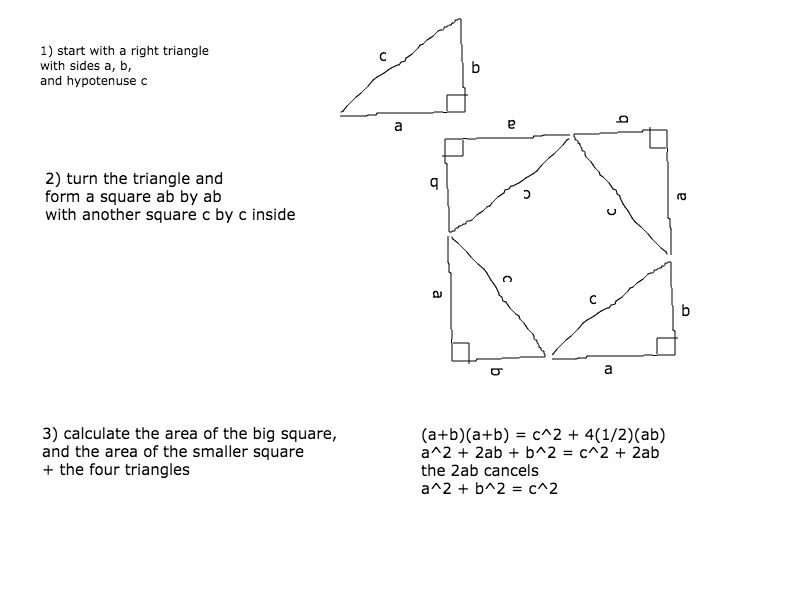 1) start with a right triangle
with sides a, b,
and hypotenuse c
c
b
a
2) turn the triangle and
form a square ab by ab
with another square c by c inside
a
b
b
c
c
a
a
c
c
b
b
a
3) calculate the area of the big square,
and the area of the smaller square
+ the four triangles
(a+b)(a+b) = c^2 + 4(1/2)(ab)
a^2 + 2ab + b^2 = c^2 + 2ab
the 2ab cancels
a^2 + b^2 = c^2